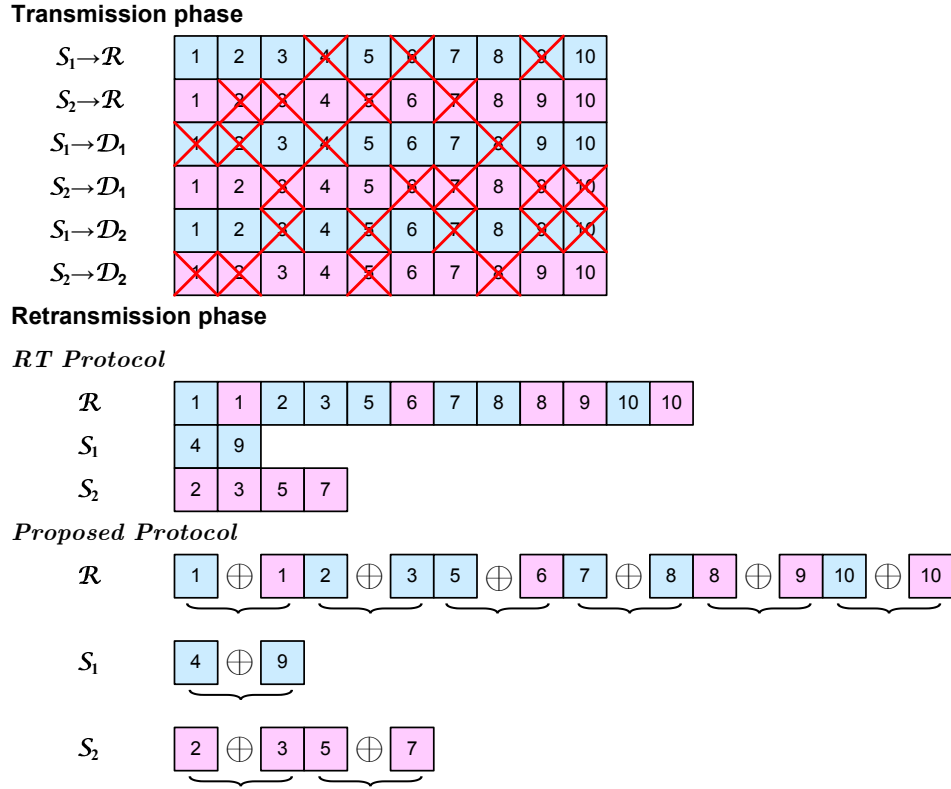 Transmission phase
S₁→R 1 2 3 4 5 6 7 8 9 10
S₂→R 1 2 3 4 5 6 7 8 9 10
S₁→D₁ 1 2 3 4 5 6 7 8 9 10
S₂→D₁ 1 2 3 4 5 6 7 8 9 10
S₁→D₂ 1 2 3 4 5 6 7 8 9 10
S₂→D₂ 1 2 3 4 5 6 7 8 9 10
Retransmission phase
RT Protocol
R 1 1 2 3 5 6 7 8 8 9 10 10
S₁ 4 9
S₂ 2 3 5 7
Proposed Protocol
R 1 ⊕ 1 2 ⊕ 3 5 ⊕ 6 7 ⊕ 8 8 ⊕ 9 10 ⊕ 10
S₁ 4 ⊕ 9
S₂ 2 ⊕ 3 5 ⊕ 7